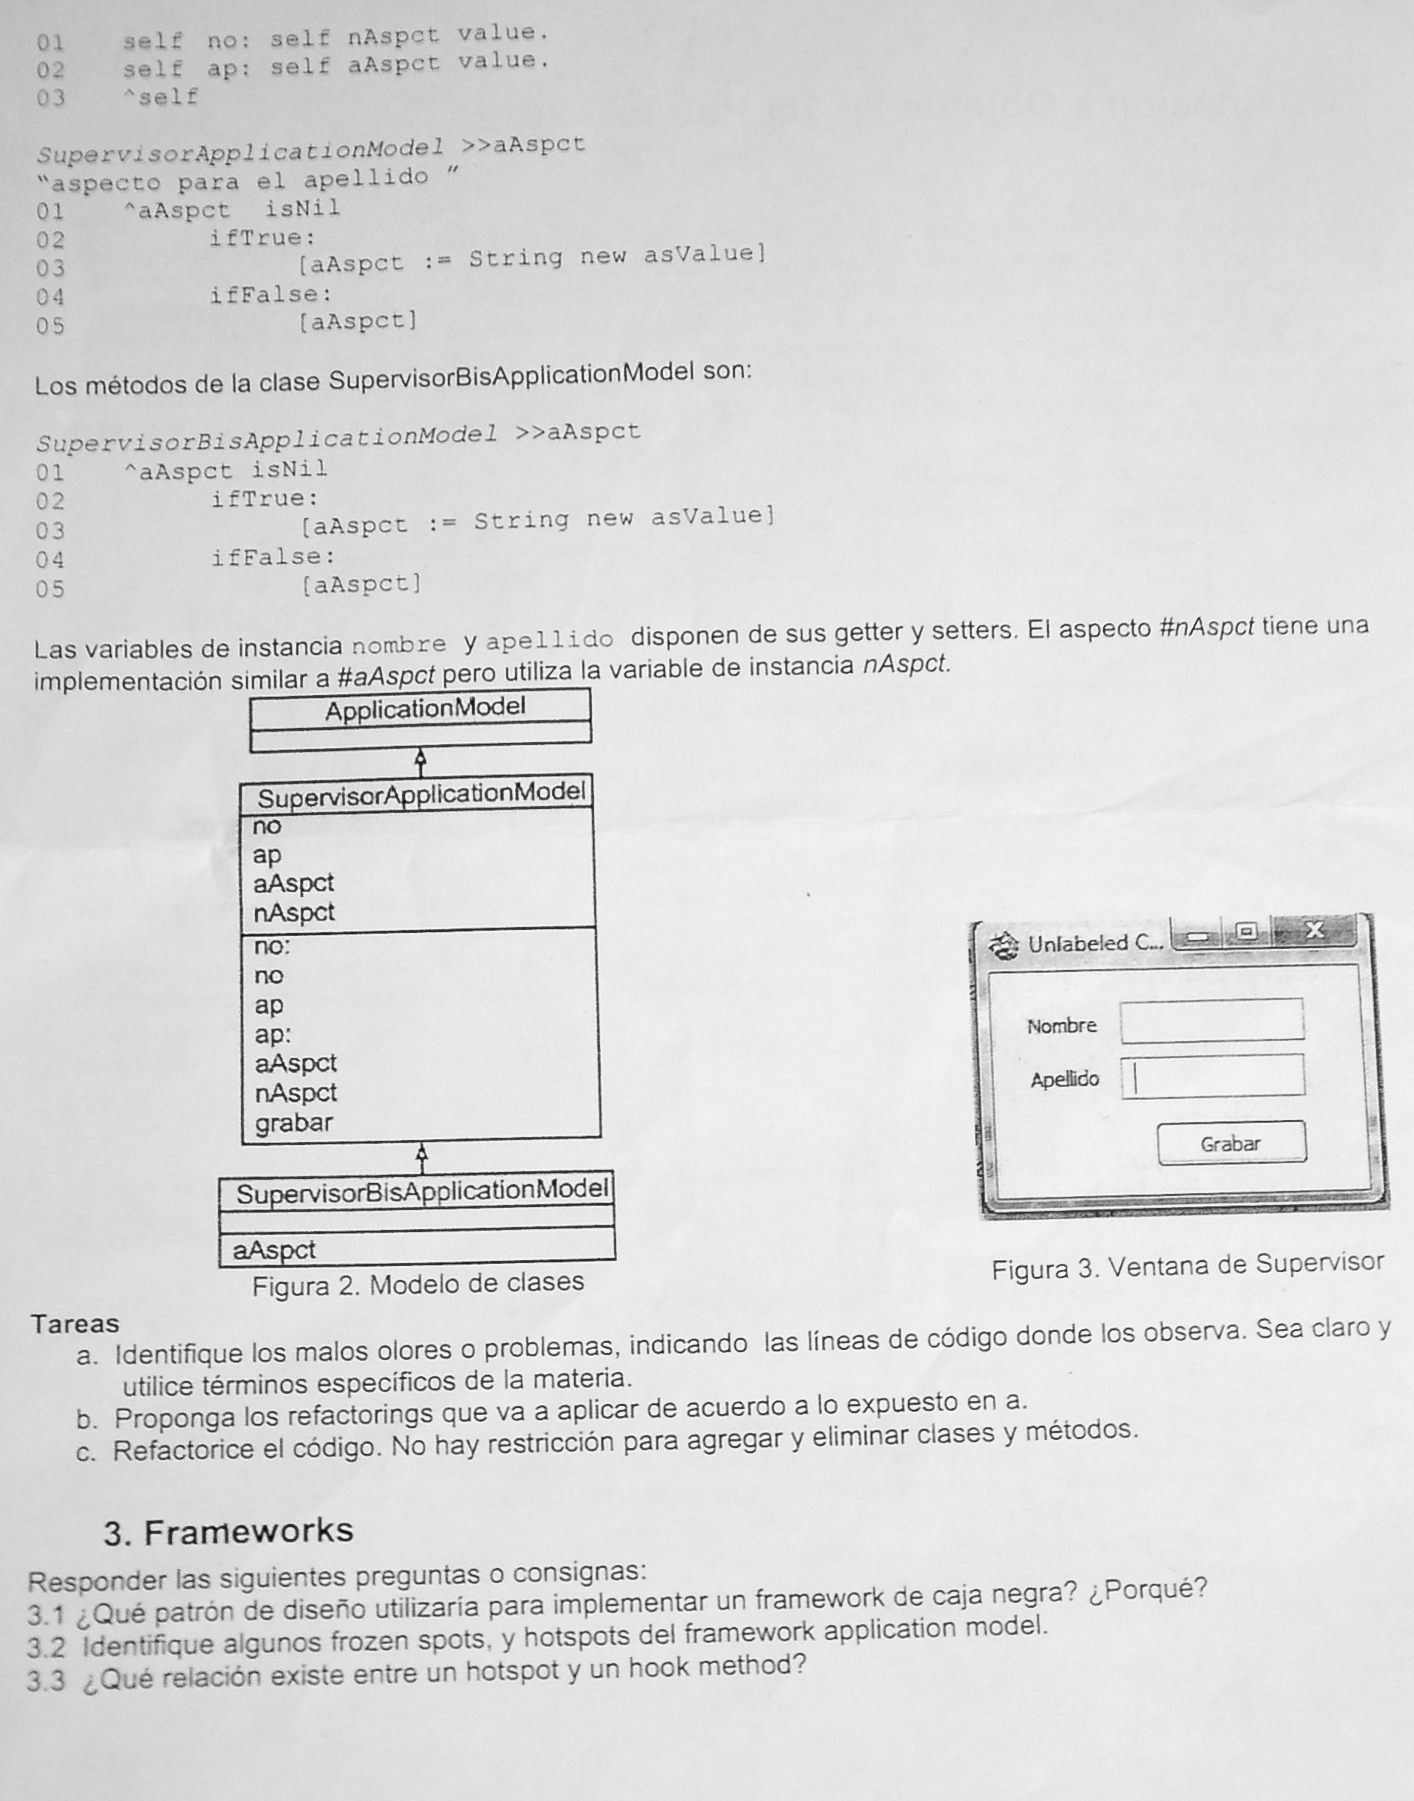 01 self no: self nAspct value.
02 self ap: self aAspct value.
03 ^self
SupervisorApplicationModel >>aAspct
“aspecto para el apellido ”
01 ^aAspct isNil
02 ifTrue:
03 [aAspct := String new asValue]
04 ifFalse:
05 [aAspct]
Los métodos de la clase SupervisorBisApplicationModel son:
SupervisorBisApplicationModel >>aAspct
01 ^aAspct isNil
02 ifTrue:
03 [aAspct := String new asValue]
04 ifFalse:
05 [aAspct]
Las variables de instancia nombre y apellido disponen de sus getter y setters. El aspecto #nAspct tiene una
implementación similar a #aAspct pero utiliza la variable de instancia nAspct.
ApplicationModel
SupervisorApplicationModel
no
ap
aAspct
nAspct
no:
no
ap
ap:
aAspct
nAspct
grabar
SupervisorBisApplicationModel
aAspct
Figura 2. Modelo de clases
Unlabeled C...
Nombre
Apellido
Grabar
Figura 3. Ventana de Supervisor
Tareas
a. Identifique los malos olores o problemas, indicando las líneas de código donde los observa. Sea claro y
utilice términos específicos de la materia.
b. Proponga los refactorings que va a aplicar de acuerdo a lo expuesto en a.
c. Refactorice el código. No hay restricción para agregar y eliminar clases y métodos.
3. Frameworks
Responder las siguientes preguntas o consignas:
3.1 ¿Qué patrón de diseño utilizaría para implementar un framework de caja negra? ¿Porqué?
3.2 Identifique algunos frozen spots, y hotspots del framework application model.
3.3 ¿Qué relación existe entre un hotspot y un hook method?